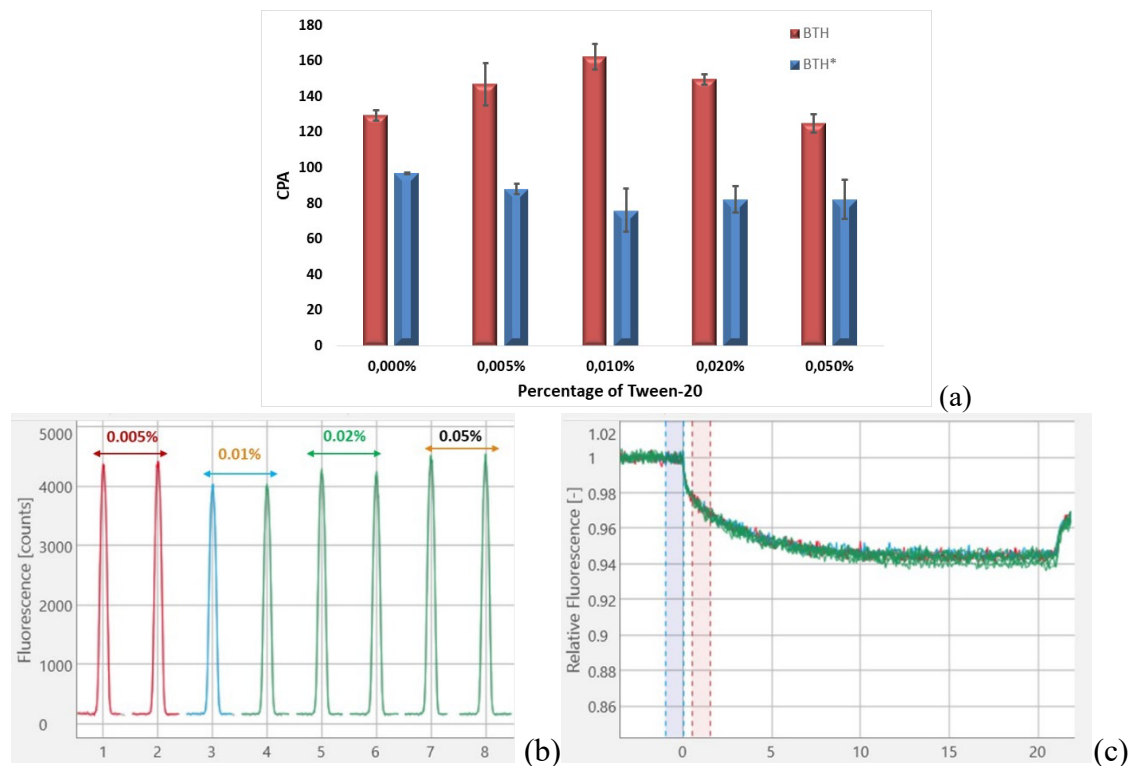 180
160
140
120
100
80
60
40
20
0
CPA
BTH
BTH*
0,000% 0,005% 0,010% 0,020% 0,050%
Percentage of Tween-20
(a)
5000
4000
3000
2000
1000
0
Fluorescence [counts]
0.005% 0.01% 0.02% 0.05%
1 2 3 4 5 6 7 8
(b)
1.02
1
0.98
0.96
0.94
0.92
0.9
0.88
0.86
Relative Fluorescence [-]
0 5 10 15 20
(c)